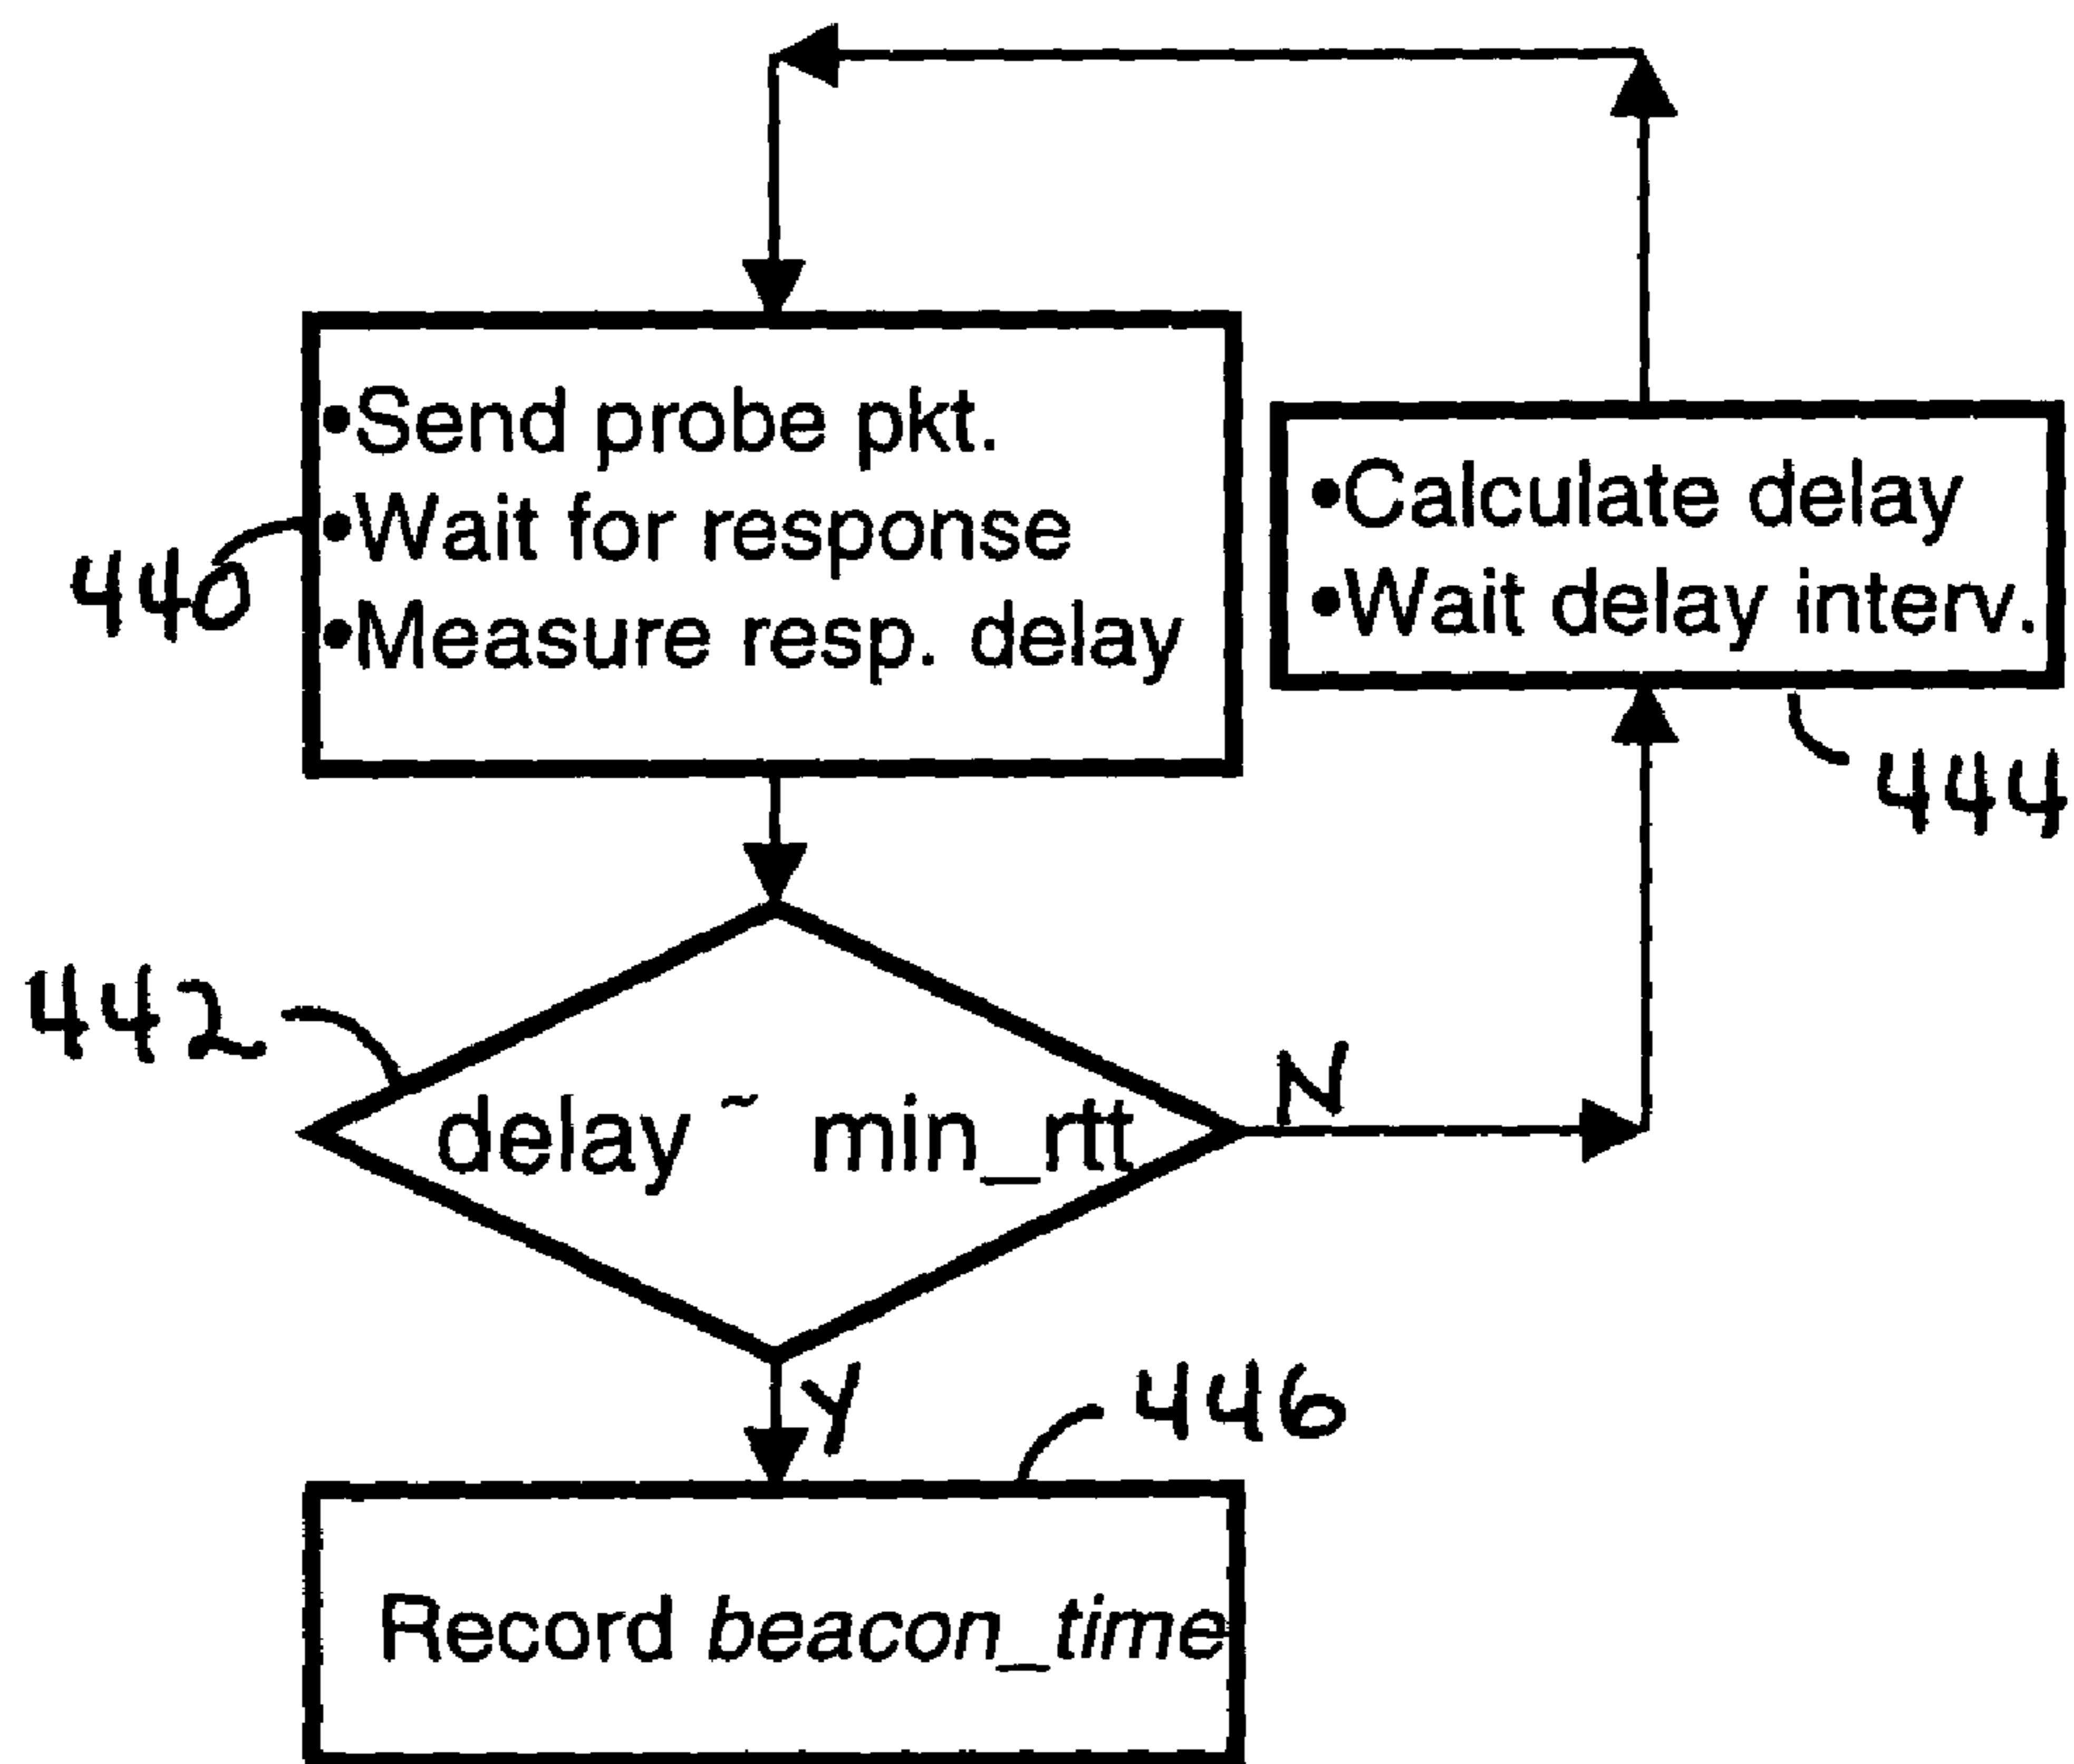 •Send probe pkt.
•Wait for response
•Measure resp. delay
440
•Calculate delay
•Wait delay interv.
444
442
delay ~ min_rtt
N
Y
446
Record beacon_time